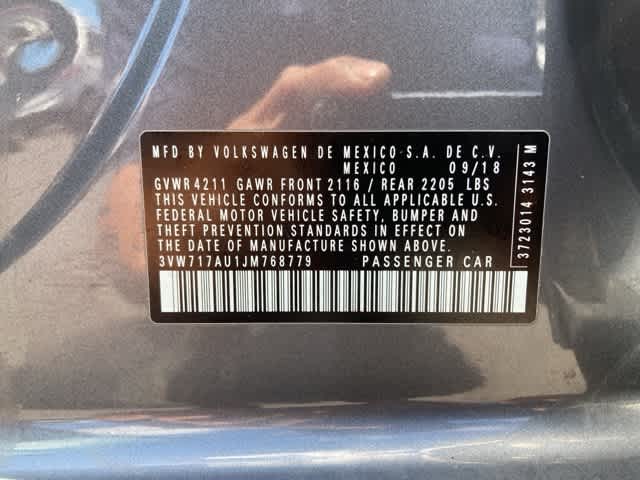 MFD BY VOLKSWAGEN DE MEXICO S.A. DE C.V.
MEXICO 09/18
GVWR 4211 GAWR FRONT 2116 / REAR 2205 LBS
THIS VEHICLE CONFORMS TO ALL APPLICABLE U.S.
FEDERAL MOTOR VEHICLE SAFETY, BUMPER AND
THEFT PREVENTION STANDARDS IN EFFECT ON
THE DATE OF MANUFACTURE SHOWN ABOVE.
3VW717AU1JM768779 PASSENGER CAR
3723014 3143 M